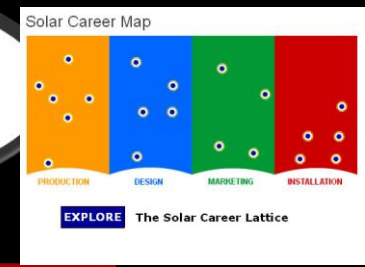 Solar Career Map
PRODUCTION DESIGN MARKETING INSTALLATION
EXPLORE The Solar Career Lattice